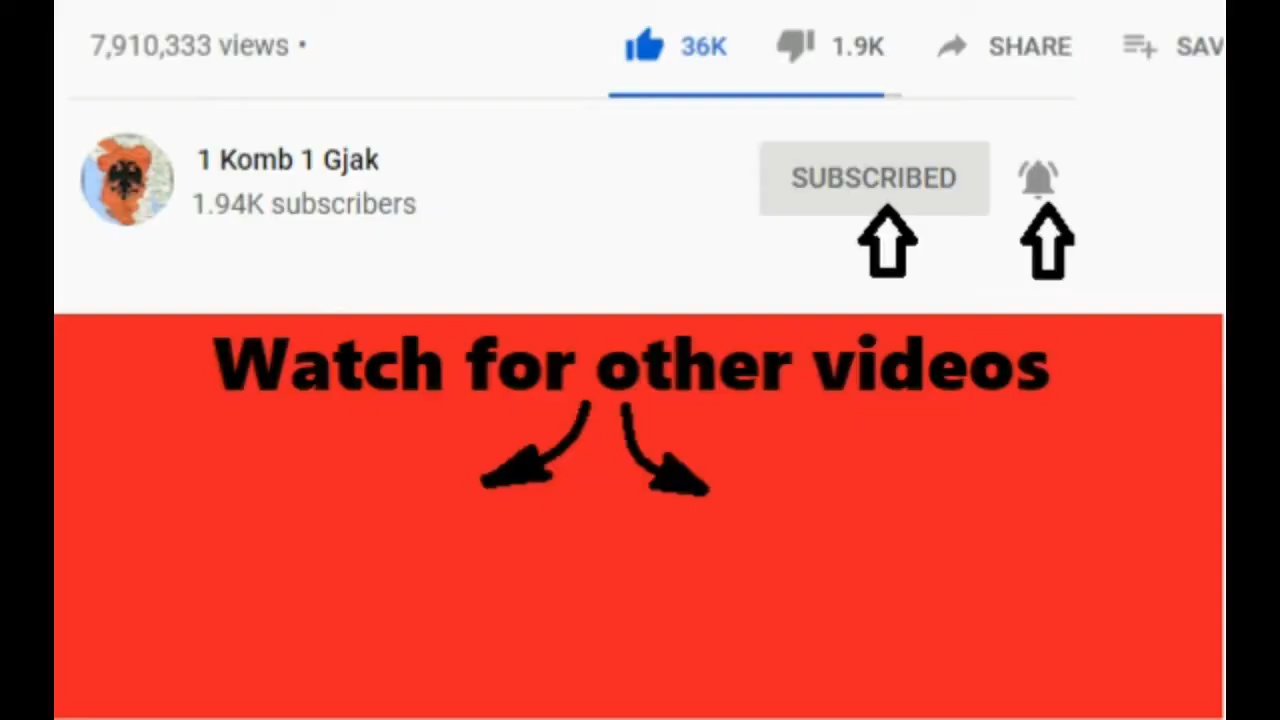 7,910,333 views •
36K
1.9K
SHARE
SAV
1 Komb 1 Gjak
1.94K subscribers
SUBSCRIBED
Watch for other videos